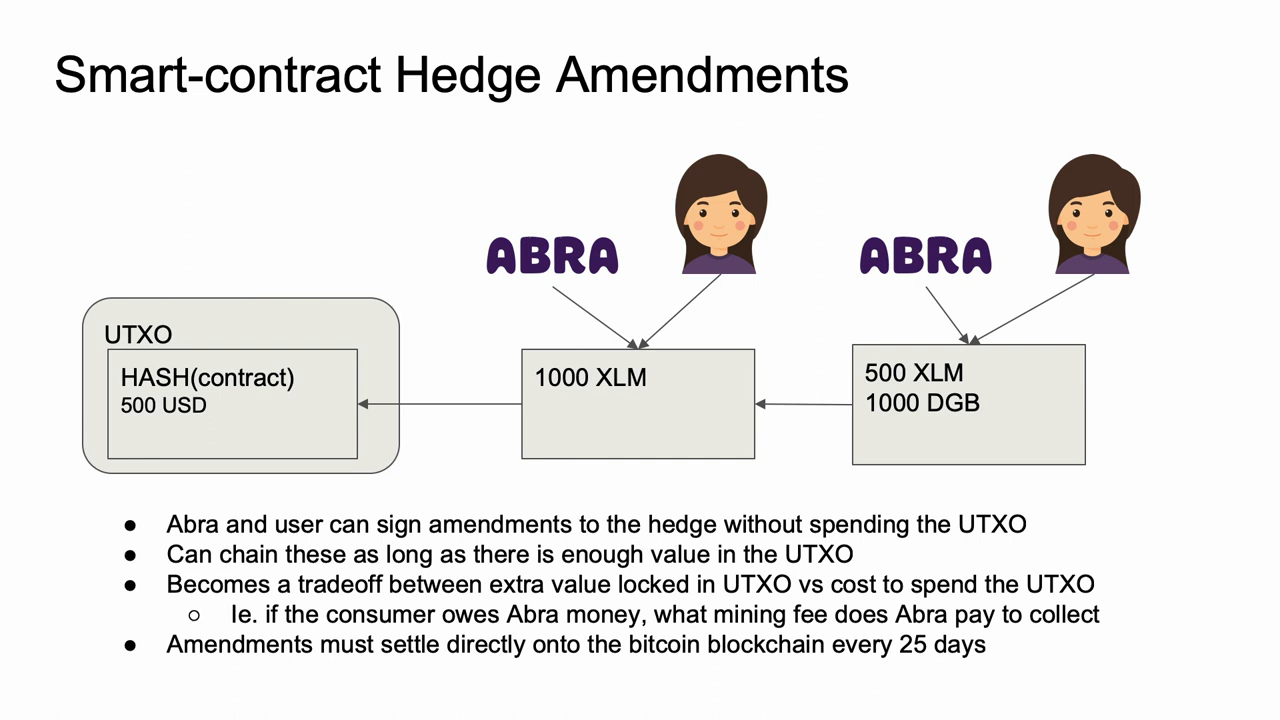 Smart-contract Hedge Amendments
ABRA
ABRA
UTXO
HASH(contract)
500 USD
1000 XLM
500 XLM
1000 DGB
● Abra and user can sign amendments to the hedge without spending the UTXO
● Can chain these as long as there is enough value in the UTXO
● Becomes a tradeoff between extra value locked in UTXO vs cost to spend the UTXO
○ Ie. if the consumer owes Abra money, what mining fee does Abra pay to collect
● Amendments must settle directly onto the bitcoin blockchain every 25 days